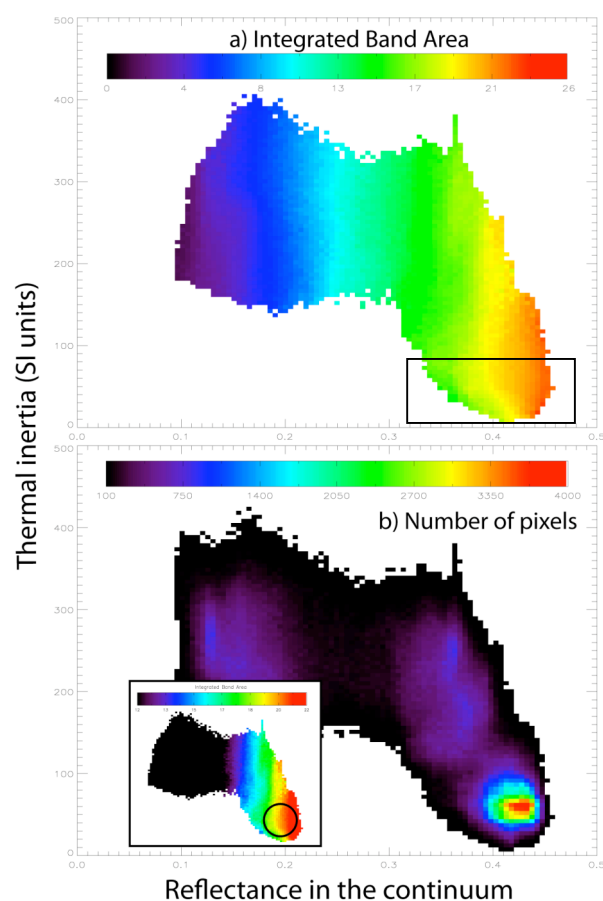 500
a) Integrated Band Area
0 4 8 13 17 21 26
400
300
200
100
0
0.0 0.1 0.2 0.3 0.4 0.5
Thermal inertia (SI units)
500
100 750 1400 2050 2700 3350 4000
b) Number of pixels
400
300
200
100
0
Integrated Band Area
0.0 0.1 0.2 0.3 0.4 0.5
Reflectance in the continuum